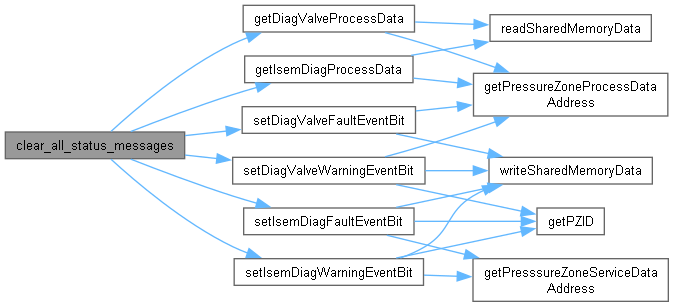 getDiagValveProcessData
readSharedMemoryData
getIsemDiagProcessData
getPressureZoneProcessData
Address
setDiagValveFaultEventBit
clear_all_status_messages
setDiagValveWarningEventBit
writeSharedMemoryData
setIsemDiagFaultEventBit
getPZID
setIsemDiagWarningEventBit
getPresssureZoneServiceData
Address